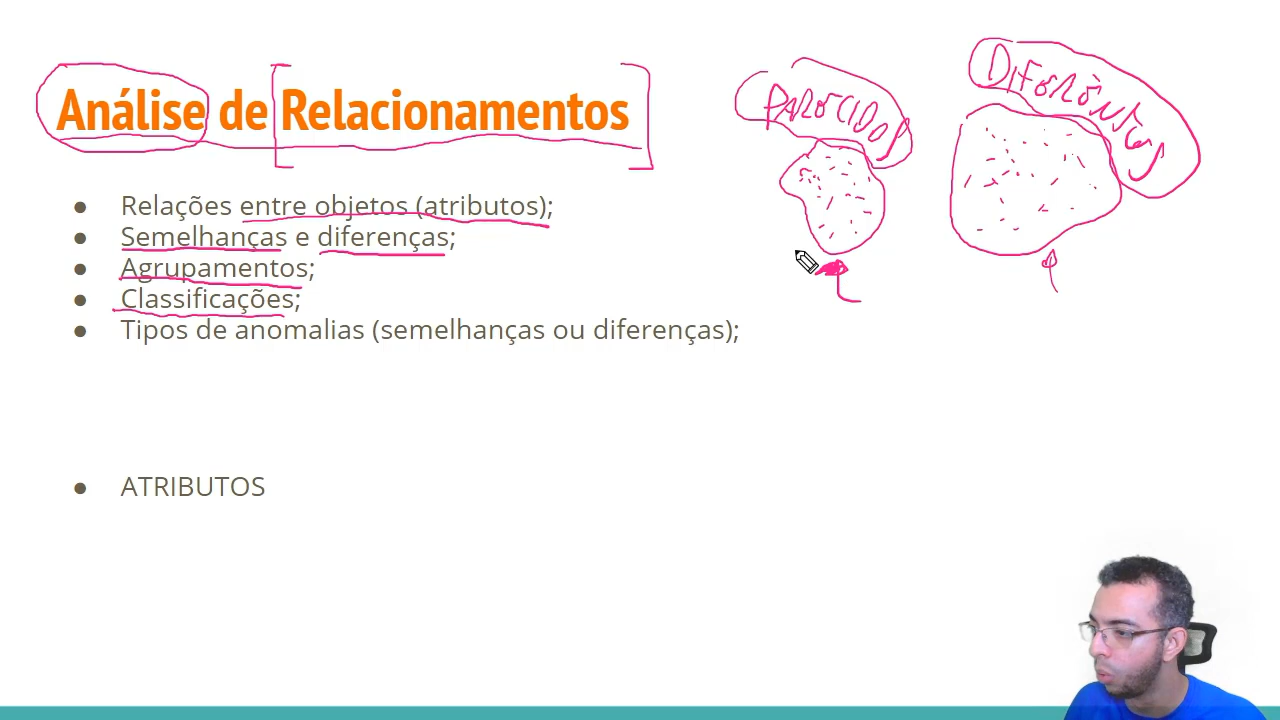 Análise de Relacionamentos
● Relações entre objetos (atributos);
● Semelhanças e diferenças;
● Agrupamentos;
● Classificações;
● Tipos de anomalias (semelhanças ou diferenças);
● ATRIBUTOS
PARECIDOS
DIFERENTES